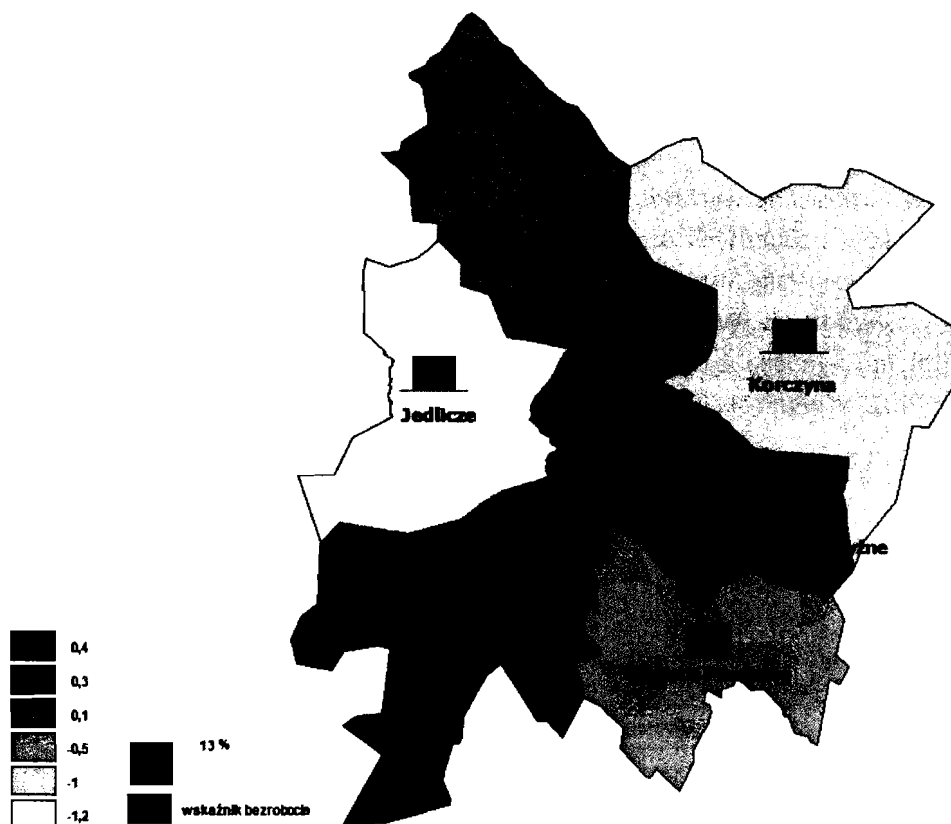 Korczyna
Jedlicze
0,4
0,3
0,1
-0,5
-1
-1,2
13 %
wskaźnik bezrobocia